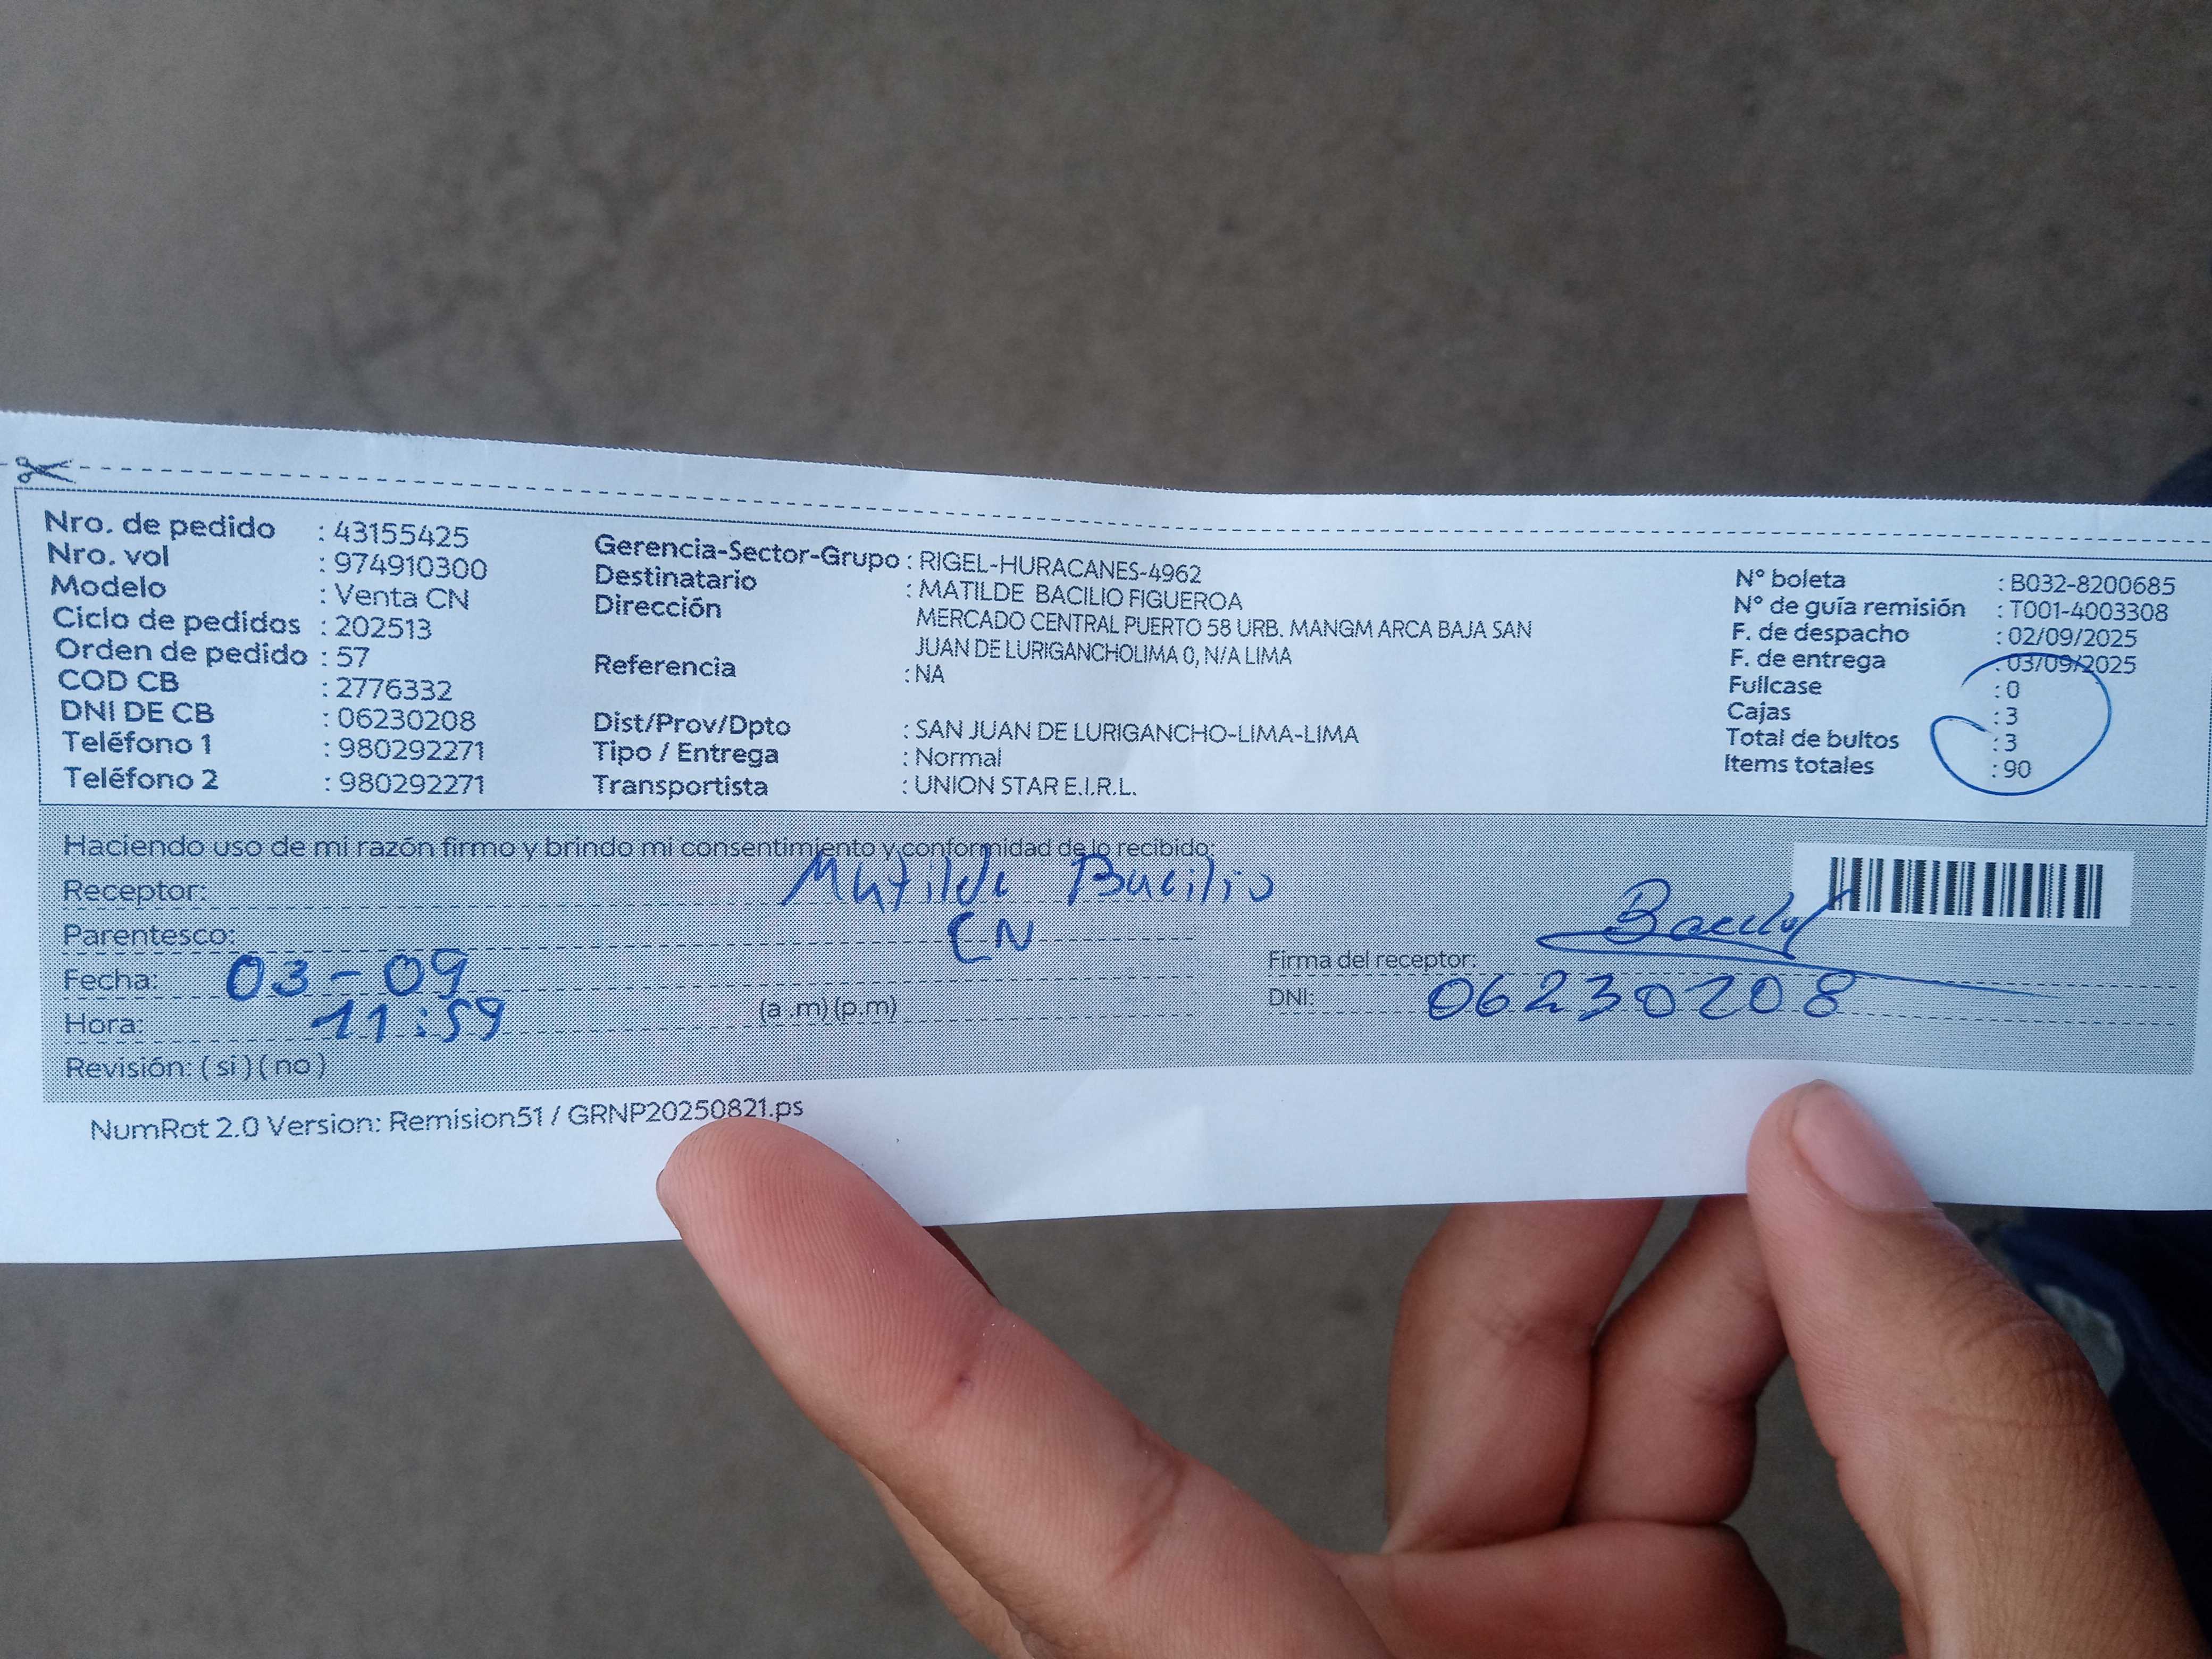 Nro. de pedido : 43155425
Nro. vol : 974910300
Modelo : Venta CN
Ciclo de pedidos : 202513
Orden de pedido : 57
COD CB : 2776332
DNI DE CB : 06230208
Teléfono 1 : 980292271
Teléfono 2 : 980292271
Gerencia-Sector-Grupo : RIGEL-HURACANES-4962
Destinatario : MATILDE BACILIO FIGUEROA
Dirección MERCADO CENTRAL PUERTO 58 URB. MANGM ARCA BAJA SAN
JUAN DE LURIGANCHOLIMA 0, N/A LIMA
Referencia : NA
Dist/Prov/Dpto : SAN JUAN DE LURIGANCHO-LIMA-LIMA
Tipo / Entrega : Normal
Transportista : UNION STAR E.I.R.L.
N° boleta : B032-8200685
N° de guía remisión : T001-4003308
F. de despacho : 02/09/2025
F. de entrega : 03/09/2025
Fullcase : 0
Cajas : 3
Total de bultos : 3
Items totales : 90
Haciendo uso de mi razón firmo y brindo mi consentimiento y conformidad de lo recibido:
Receptor: Matilde Bacilio
Parentesco: CN
Fecha: 03-09
Hora: 11:59 (a .m) (p.m)
Revisión: ( si ) ( no )
Firma del receptor:
DNI: 06230208
NumRot 2.0 Version: Remision51 / GRNP20250821.ps